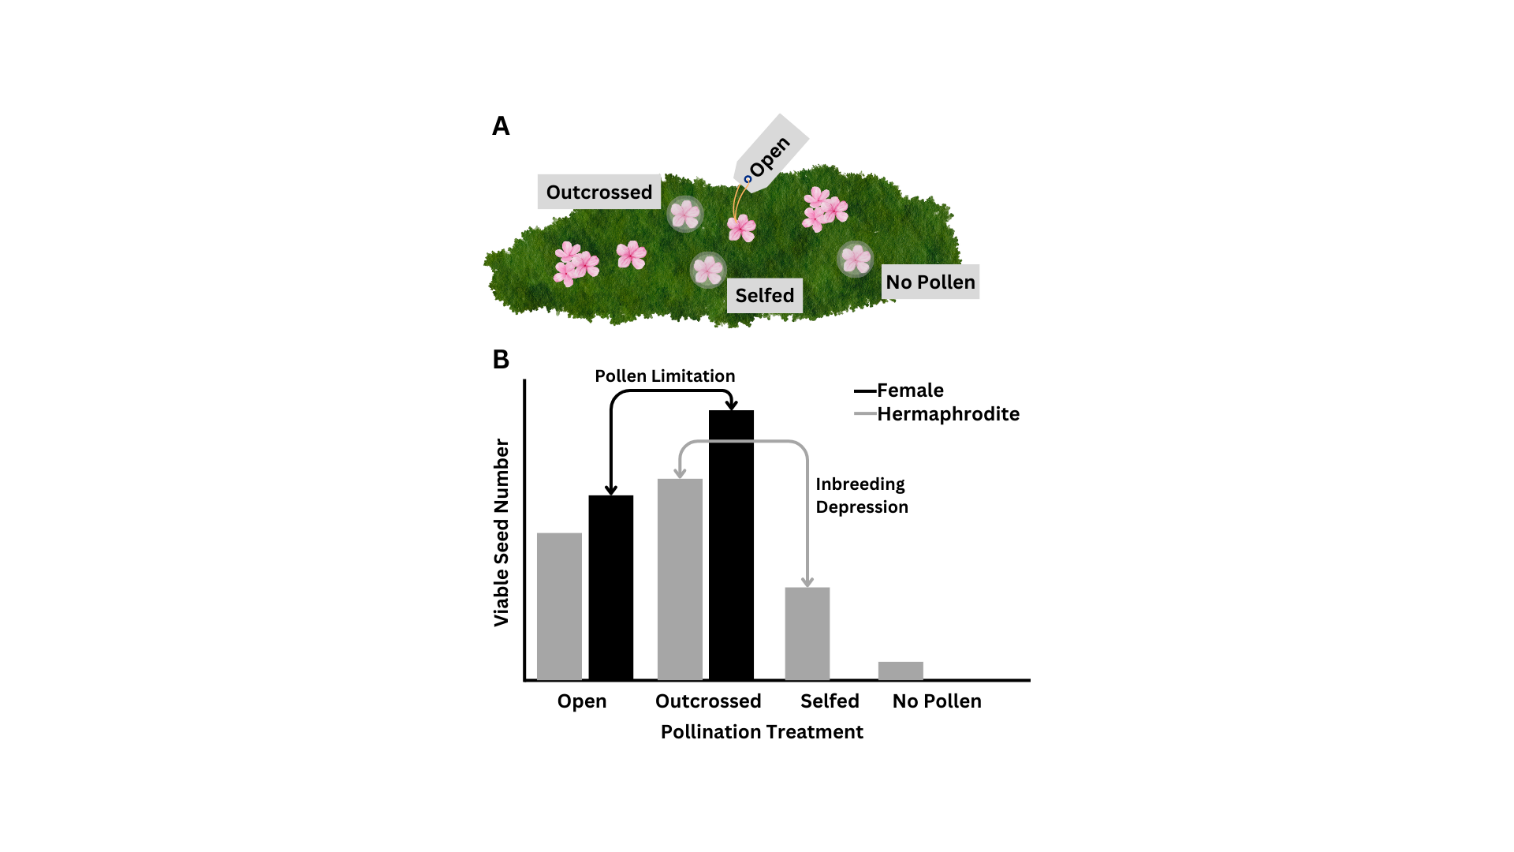 A
Open
Outcrossed
Selfed
No Pollen
B
Pollen Limitation
Female
Hermaphrodite
Inbreeding
Depression
Viable Seed Number
Open
Outcrossed
Selfed
No Pollen
Pollination Treatment